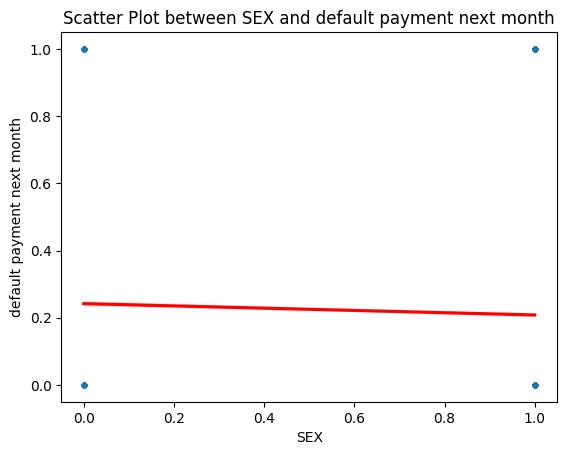 Scatter Plot between SEX and default payment next month
1.0
0.8
0.6
0.4
0.2
0.0
default payment next month
0.0 0.2 0.4 0.6 0.8 1.0
SEX